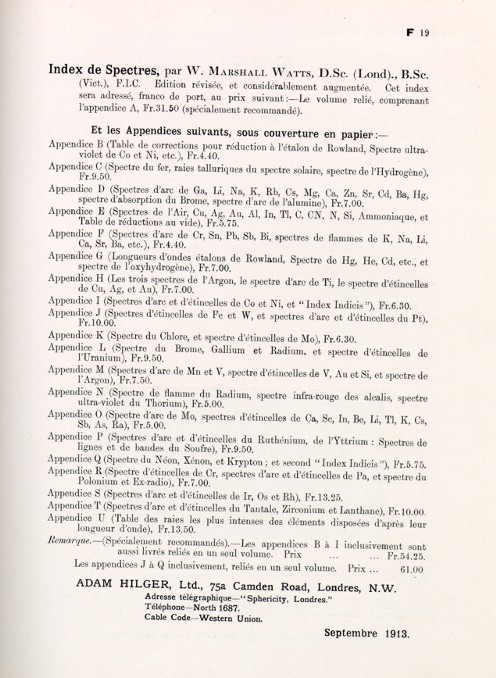 F 19
Index de Spectres, par W. Marshall Watts, D.Sc. (Lond)., B.Sc.
(Vict.), F.I.C. Edition révisée, et considérablement augmentée. Cet index
sera adressé, franco de port, au prix suivant:—Le volume relié, comprenant
l'appendice A, Fr.31.50 (spécialement recommandé).
Et les Appendices suivants, sous couverture en papier:—
Appendice B (Table de corrections pour réduction à l'étalon de Rowland, Spectre ultra-
violet de Co et Ni, etc.), Fr.4.40.
Appendice C (Spectre du fer, raies talluriques du spectre solaire, spectre de l'Hydrogène),
Fr.9.50.
Appendice D (Spectres d'arc de Ga, Li, Na, K, Rb, Cs, Mg, Ca, Zn, Sr, Cd, Ba, Hg,
spectre d'absorption du Brome, spectre d'arc de l'alumine), Fr.7.00.
Appendice E (Spectres de l'Air, Cu, Ag, Au, Al, In, Tl, C, CN, N, Si, Ammoniaque, et
Table de réductions au vide), Fr.5.75.
Appendice F (Spectres d'arc de Cr, Sn, Pb, Sb, Bi, spectres de flammes de K, Na, Li,
Ca, Sr, Ba, etc.), Fr.4.40.
Appendice G (Longueurs d'ondes étalons de Rowland, Spectre de Hg, He, Cd, etc., et
spectre de l'oxyhydrogène), Fr.7.00.
Appendice H (Les trois spectres de l'Argon, le spectre d'arc de Ti, le spectre d'étincelles
de Cu, Ag, et Au), Fr.7.00.
Appendice I (Spectres d'arc et d'étincelles de Co et Ni, et "Index Indicis"), Fr.6.30.
Appendice J (Spectres d'étincelles de Fe et W, et spectres d'arc et d'étincelles du Pt),
Fr.10.00.
Appendice K (Spectre du Chlore, et spectre d'étincelles de Mo), Fr.6.30.
Appendice L (Spectre du Brome, Gallium et Radium, et spectre d'étincelles de
l'Uranium), Fr.9.50.
Appendice M (Spectres d'arc de Mn et V, spectre d'étincelles de V, Au et Si, et spectre de
l'Argon), Fr.7.50.
Appendice N (Spectre de flamme du Radium, spectre infra-rouge des alcalis, spectre
ultra-violet du Thorium), Fr.5.00.
Appendice O (Spectre d'arc de Mo, spectres d'étincelles de Ca, Sc, In, Be, Li, Tl, K, Cs,
Sb, As, Ra), Fr.5.00.
Appendice P (Spectres d'arc et d'étincelles du Ruthénium, de l'Yttrium : Spectres de
lignes et de bandes du Soufre), Fr.9.50.
Appendice Q (Spectre du Néon, Xénon, et Krypton ; et second "Index Indicis"), Fr.5.75.
Appendice R (Spectre d'étincelles de Cr, spectres d'arc et d'étincelles de Pa, et spectre du
Polonium et Ex-radio), Fr.7.00.
Appendice S (Spectres d'arc et d'étincelles de Ir, Os et Rh), Fr.13.25.
Appendice T (Spectres d'arc et d'étincelles du Tantale, Zirconium et Lanthane), Fr.10.00.
Appendice U (Table des raies les plus intenses des éléments disposées d'après leur
longueur d'onde), Fr.13.50.
Remarque.—(Spécialement recommandés).—Les appendices B à I inclusivement sont
aussi livrés reliés en un seul volume. Prix ... ... Fr.54.25.
Les appendices J à Q inclusivement, reliés en un seul volume. Prix ... 61.00
ADAM HILGER, Ltd., 75a Camden Road, Londres, N.W.
Adresse télégraphique—"Sphericity, Londres."
Téléphone—North 1687.
Cable Code—Western Union.
Septembre 1913.